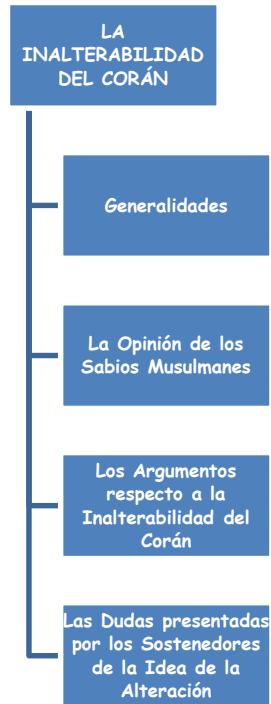 LA
INALTERABILIDAD
DEL CORÁN
Generalidades
La Opinión de los
Sabios Musulmanes
Los Argumentos
respecto a la
Inalterabilidad del
Corán
Las Dudas presentadas
por los Sostenedores
de la Idea de la
Alteración